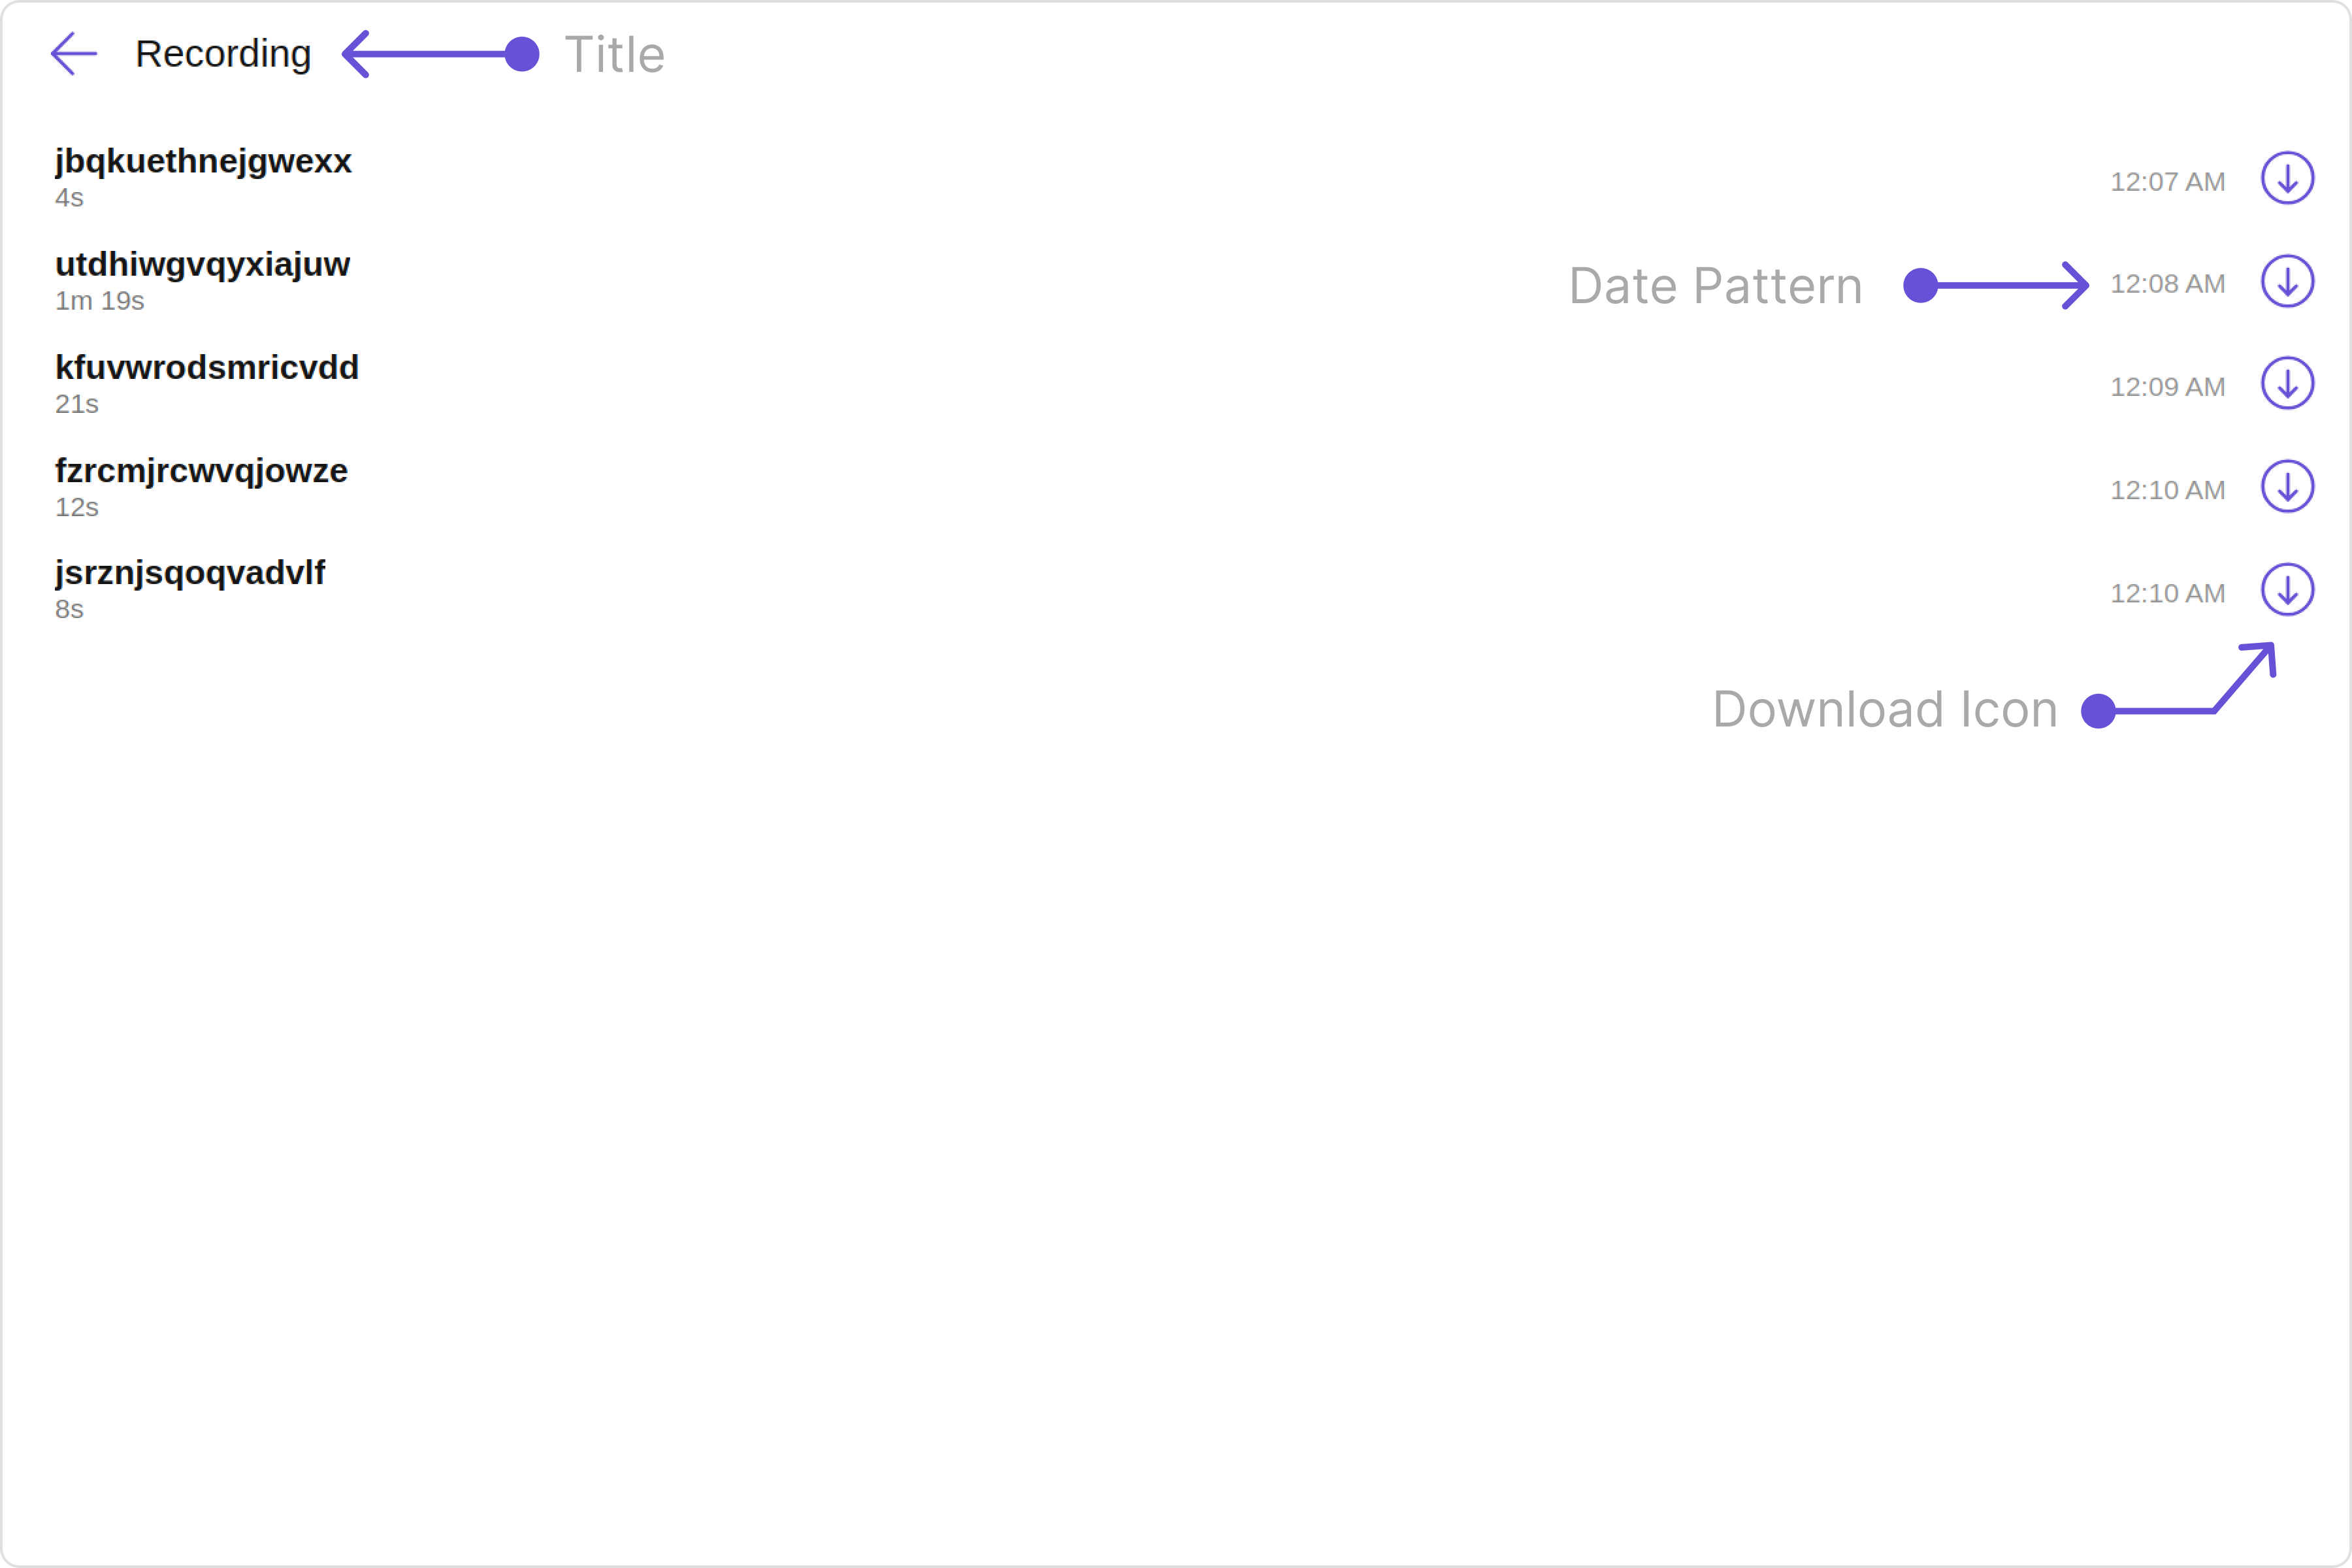 Recording
Title
jbqkuethnejgwexx
4s
12:07 AM
utdhiwgvqyxiajuw
1m 19s
Date Pattern
12:08 AM
kfuvwrodsmricvdd
21s
12:09 AM
fzrcmjrcwvqjowze
12s
12:10 AM
jsrznjsqoqvadvlf
8s
12:10 AM
Download Icon